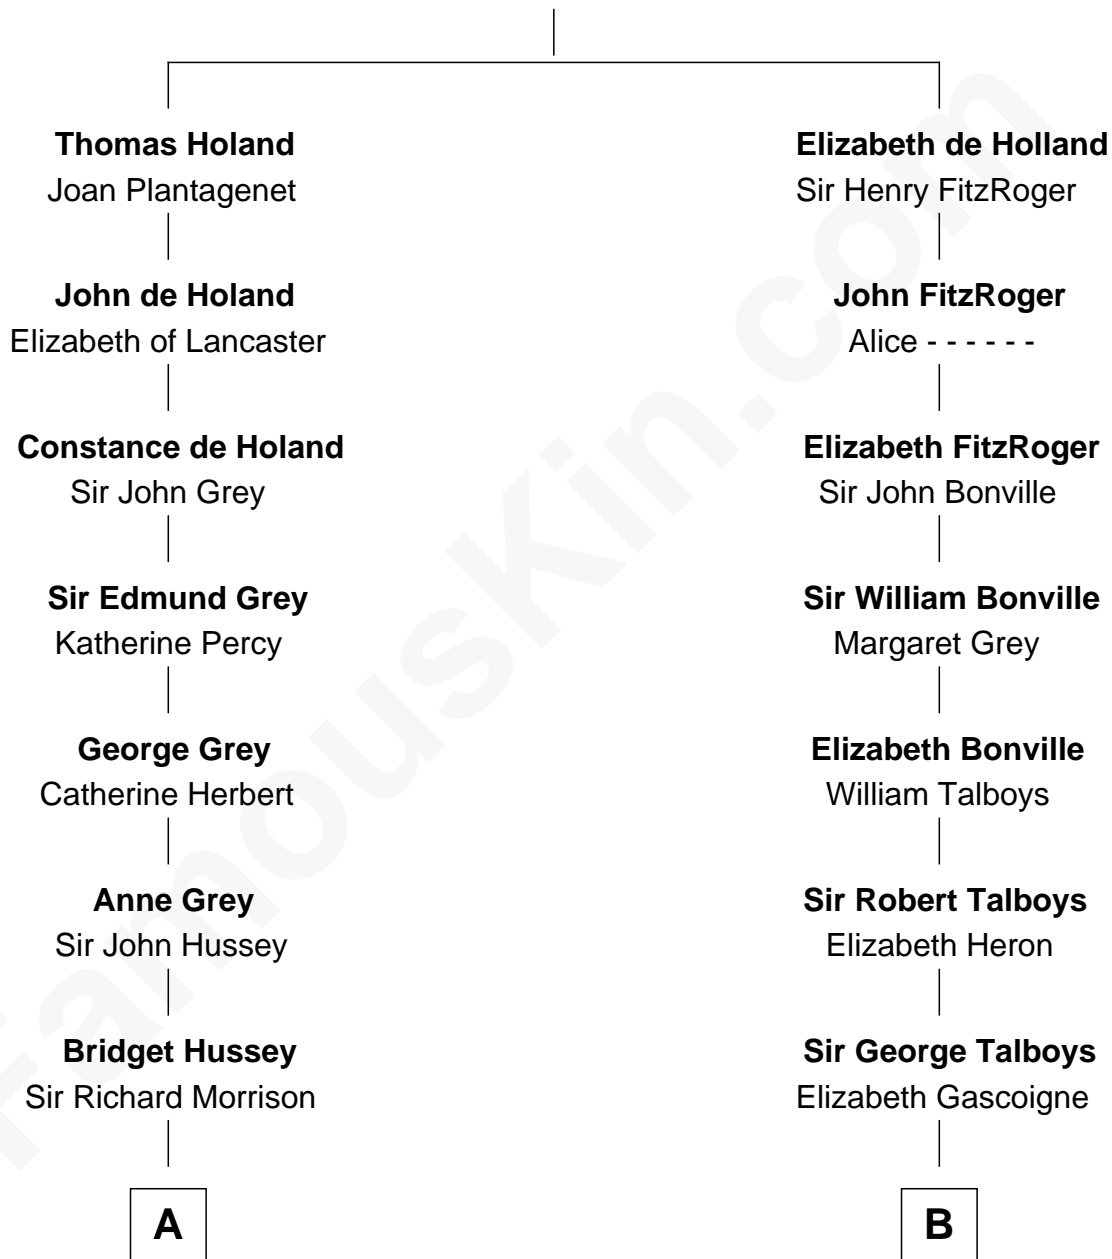 Thomas Holand
Joan Plantagenet
John de Holand
Elizabeth of Lancaster
Constance de Holand
Sir John Grey
Sir Edmund Grey
Katherine Percy
George Grey
Catherine Herbert
Anne Grey
Sir John Hussey
Bridget Hussey
Sir Richard Morrison
A
Elizabeth de Holland
Sir Henry FitzRoger
John FitzRoger
Alice - - - - - -
Elizabeth FitzRoger
Sir John Bonville
Sir William Bonville
Margaret Grey
Elizabeth Bonville
William Talboys
Sir Robert Talboys
Elizabeth Heron
Sir George Talboys
Elizabeth Gascoigne
B
FamousKin.com